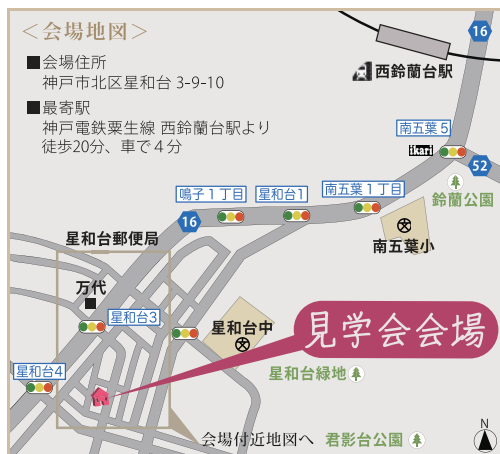 ＜会場地図＞
■会場住所
神戸市北区星和台 3-9-10
■最寄駅
神戸電鉄粟生線 西鈴蘭台駅より
徒歩20分、車で４分
16
西鈴蘭台駅
南五葉５
ikari
52
鈴蘭公園
鳴子１丁目
星和台1
南五葉１丁目
16
南五葉小
星和台郵便局
万代
星和台3
星和台中
見学会会場
星和台4
星和台緑地
会場付近地図へ
君影台公園
N